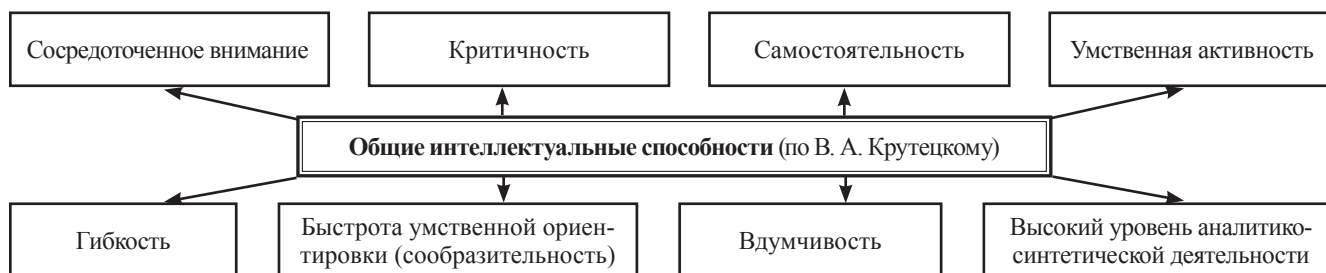 Сосредоточенное внимание
Критичность
Самостоятельность
Умственная активность
Общие интеллектуальные способности (по В. А. Крутецкому)
Гибкость
Быстрота умственной ориен-
тировки (сообразительность)
Вдумчивость
Высокий уровень аналитико-
синтетической деятельности